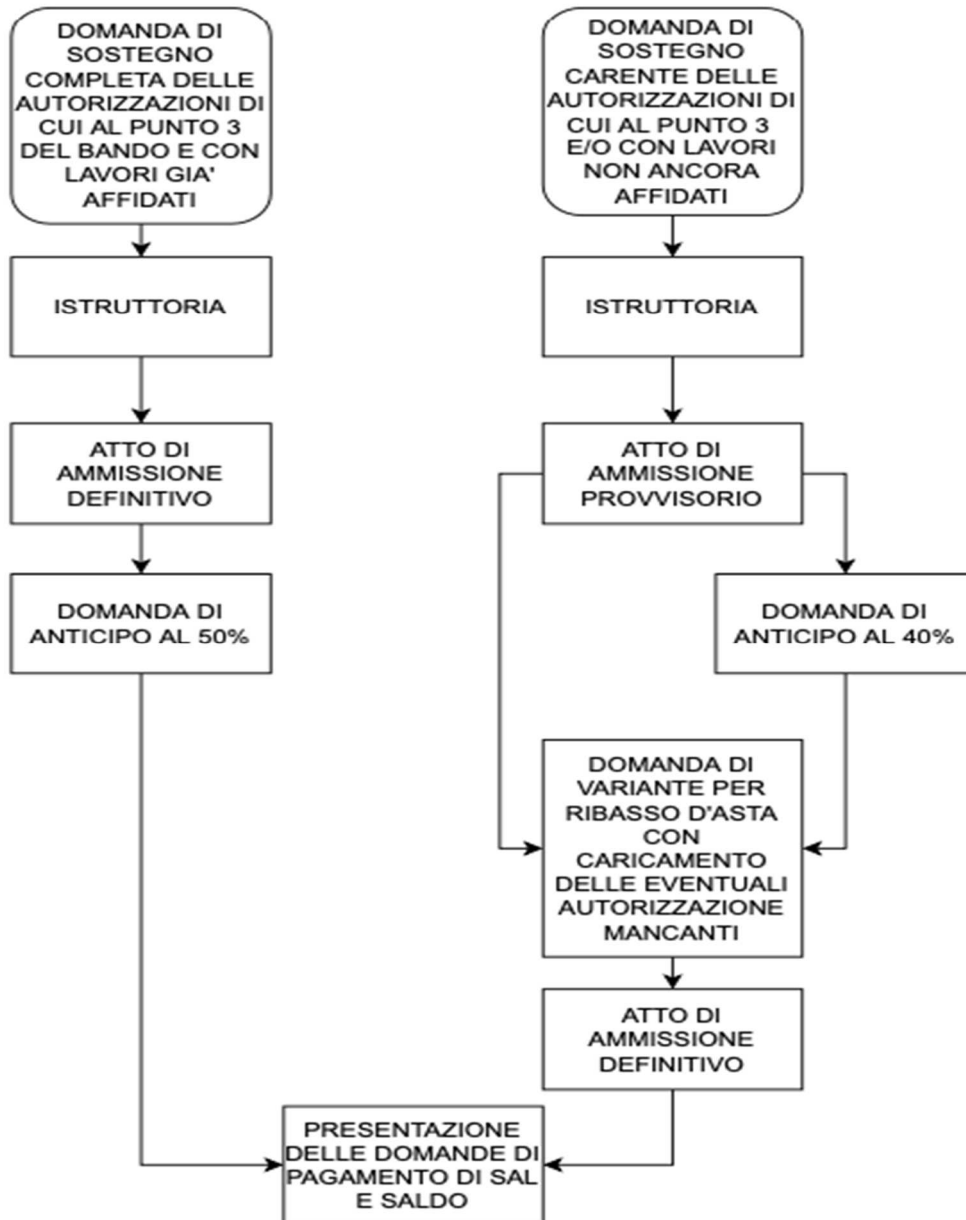 DOMANDA DI
SOSTEGNO
COMPLETA DELLE
AUTORIZZAZIONI DI
CUI AL PUNTO 3
DEL BANDO E CON
LAVORI GIA'
AFFIDATI
ISTRUTTORIA
ATTO DI
AMMISSIONE
DEFINITIVO
DOMANDA DI
ANTICIPO AL 50%
DOMANDA DI
SOSTEGNO
CARENTE DELLE
AUTORIZZAZIONI DI
CUI AL PUNTO 3
E/O CON LAVORI
NON ANCORA
AFFIDATI
ISTRUTTORIA
ATTO DI
AMMISSIONE
PROVVISORIO
DOMANDA DI
ANTICIPO AL 40%
DOMANDA DI
VARIANTE PER
RIBASSO D'ASTA
CON
CARICAMENTO
DELLE EVENTUALI
AUTORIZZAZIONE
MANCANTI
ATTO DI
AMMISSIONE
DEFINITIVO
PRESENTAZIONE
DELLE DOMANDE DI
PAGAMENTO DI SAL
E SALDO